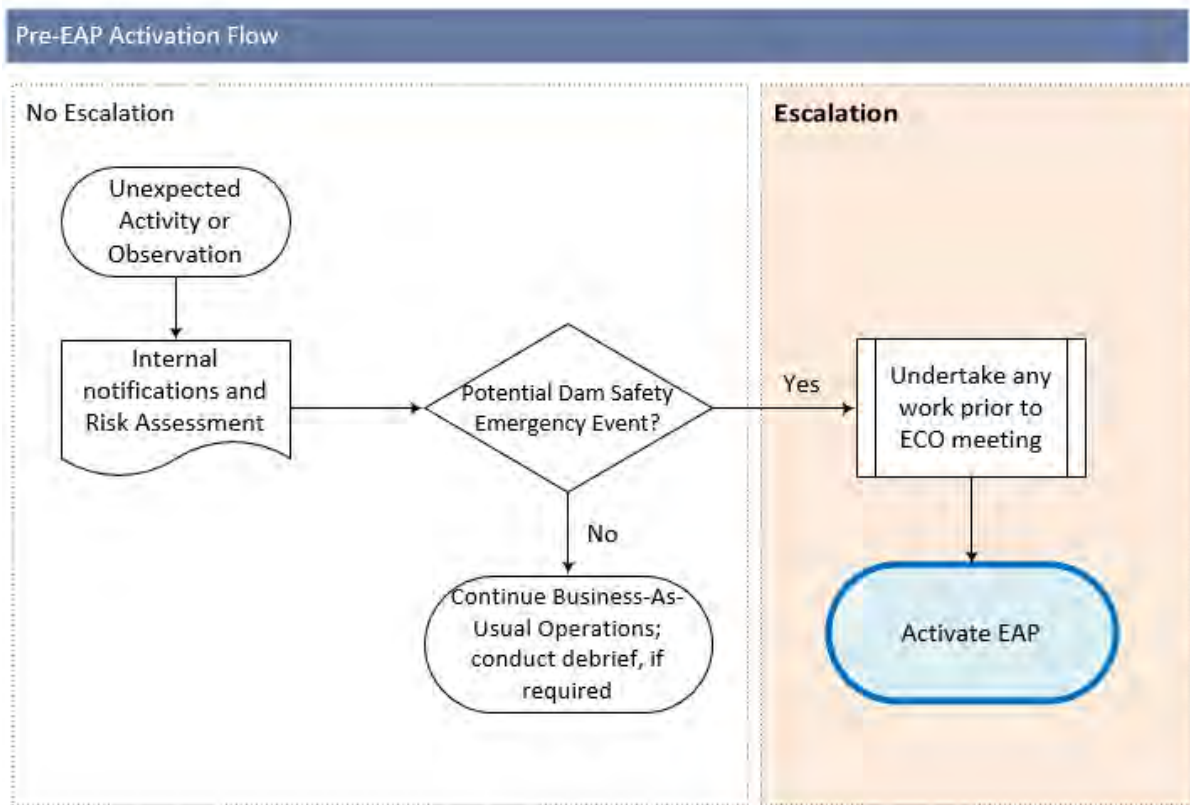 Pre-EAP Activation Flow
No Escalation
Escalation
Unexpected
Activity or
Observation
Internal
notifications and
Risk Assessment
Potential Dam Safety
Emergency Event?
Yes
Undertake any
work prior to
ECO meeting
No
Continue Business-As-
Usual Operations;
conduct debrief, if
required
Activate EAP